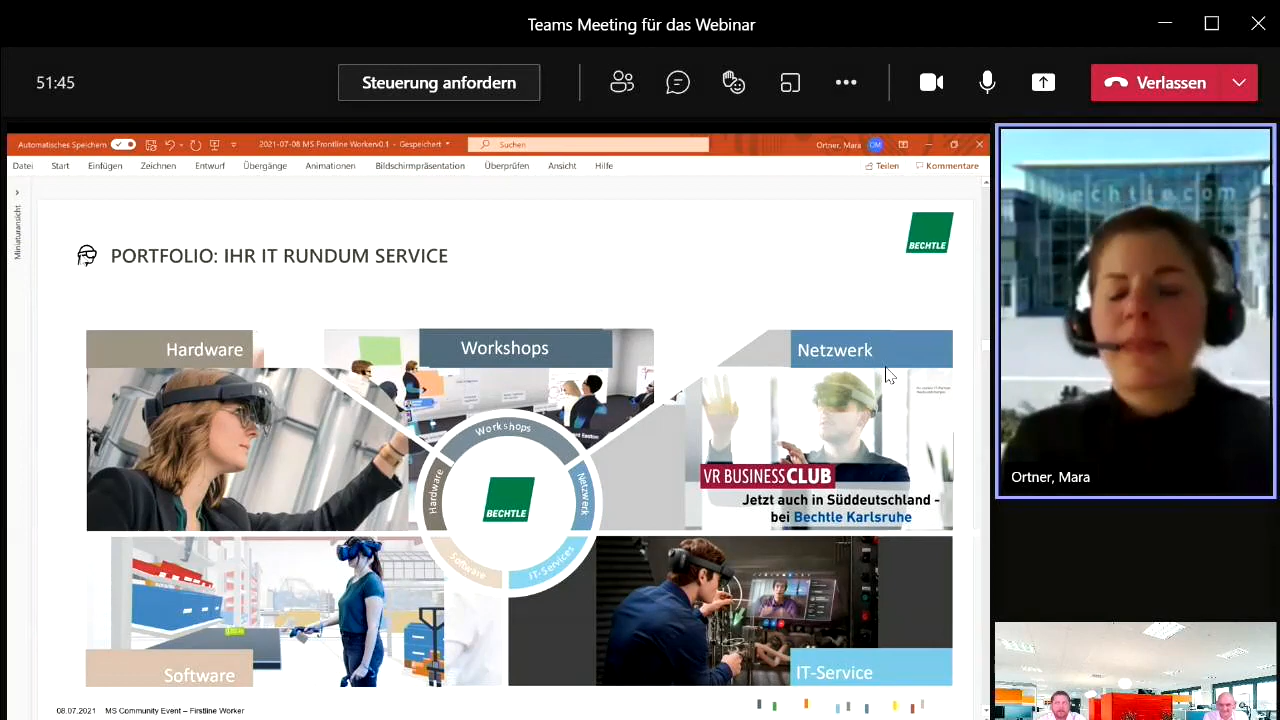 Teams Meeting für das Webinar
51:45
Steuerung anfordern
Verlassen
Automatisches Speichern
2021-07-08 MS Frontline Workerv0.1 - Gespeichert
Suchen
Ortner, Mara
OM
Datei Start Einfügen Zeichnen Entwurf Übergänge Animationen Bildschirmpräsentation Überprüfen Ansicht Hilfe
Teilen
Kommentare
Miniaturansicht
PORTFOLIO: IHR IT RUNDUM SERVICE
BECHTLE
Hardware
Workshops
Netzwerk
Workshops
Hardware
Netzwerk
BECHTLE
Software
IT-Services
VR BUSINESSCLUB
Jetzt auch in Süddeutschland -
bei Bechtle Karlsruhe
Software
IT-Service
08.07.2021 MS Community Event – Firstline Worker
bechtle.com
Ortner, Mara